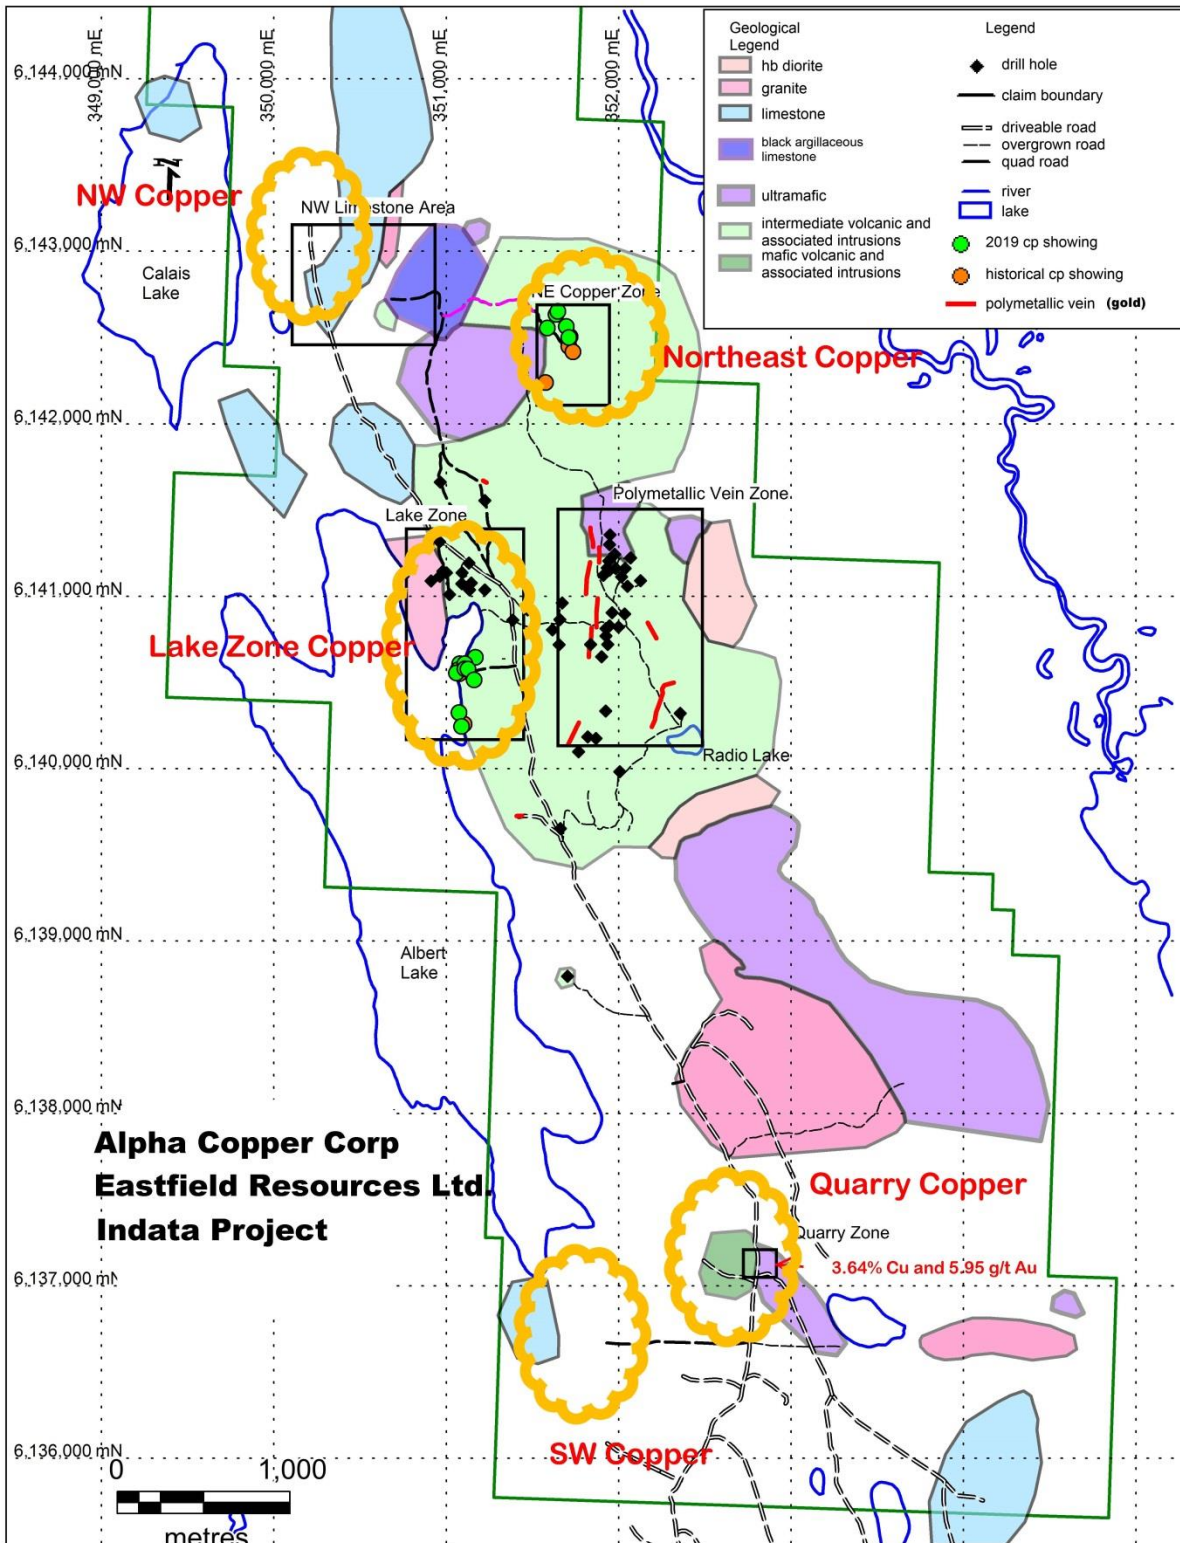 349,000 mE
350,000 mE
351,000 mE
352,000 mE
6,144,000 mN
6,143,000 mN
6,142,000 mN
6,141,000 mN
6,140,000 mN
6,139,000 mN
6,138,000 mN
6,137,000 mN
6,136,000 mN
Geological
Legend
hb diorite
granite
limestone
black argillaceous
limestone
ultramafic
intermediate volcanic and
associated intrusions
mafic volcanic and
associated intrusions
Legend
drill hole
claim boundary
driveable road
overgrown road
quad road
river
lake
2019 cp showing
historical cp showing
polymetallic vein (gold)
N
NW Copper
NW Limestone Area
Calais
Lake
NE Copper Zone
Northeast Copper
Polymetallic Vein Zone
Lake Zone
Lake Zone Copper
Radio Lake
Albert
Lake
Alpha Copper Corp
Eastfield Resources Ltd.
Indata Project
Quarry Copper
Quarry Zone
3.64% Cu and 5.95 g/t Au
SW Copper
0 1,000
metres